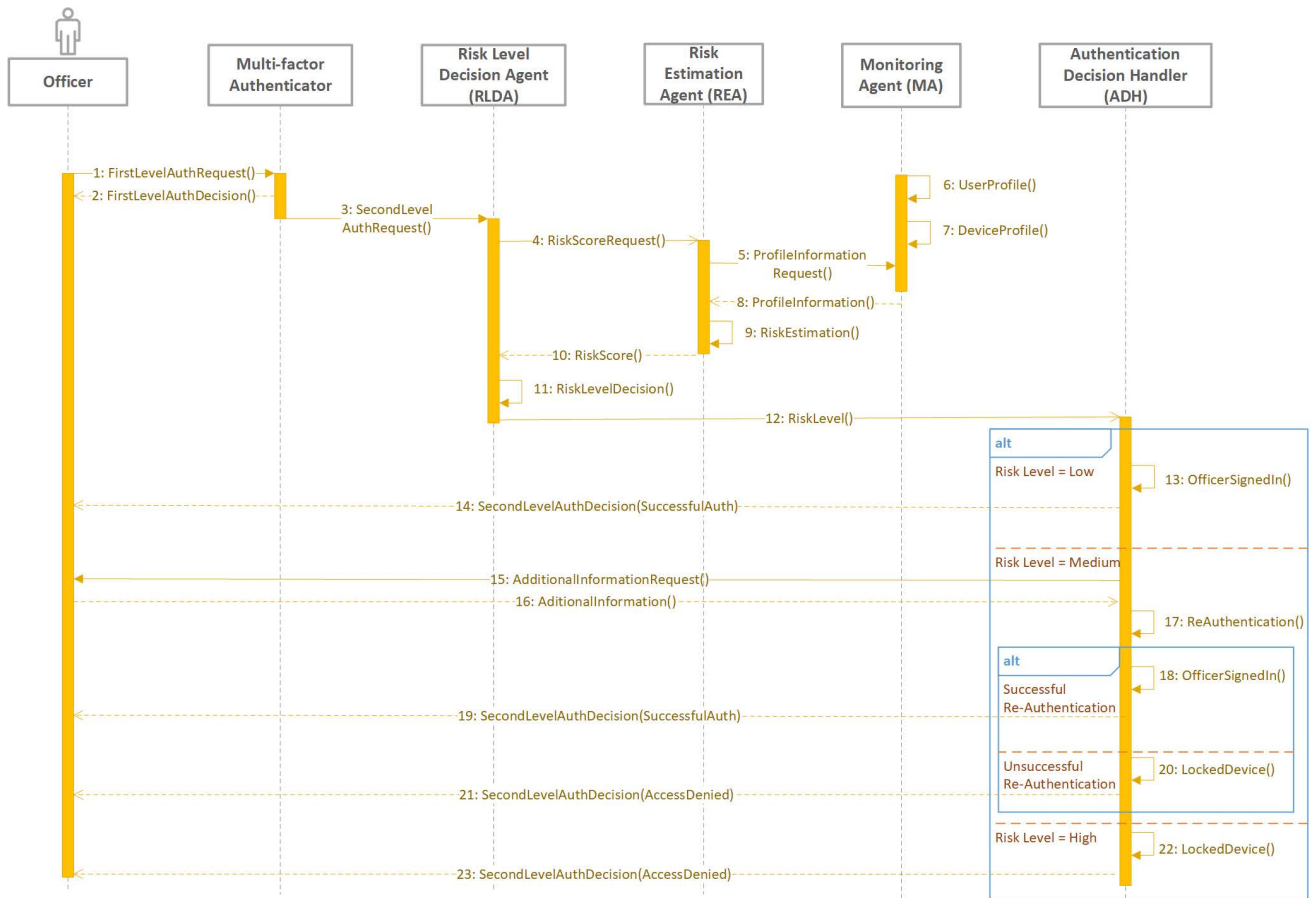 Officer
Multi-factor
Authenticator
Risk Level
Decision Agent
(RLDA)
Risk
Estimation
Agent (REA)
Monitoring
Agent (MA)
Authentication
Decision Handler
(ADH)
1: FirstLevelAuthRequest()
2: FirstLevelAuthDecision()
3: SecondLevel
AuthRequest()
4: RiskScoreRequest()
5: ProfileInformation
Request()
6: UserProfile()
7: DeviceProfile()
8: ProfileInformation()
9: RiskEstimation()
10: RiskScore()
11: RiskLevelDecision()
12: RiskLevel()
alt
Risk Level = Low
13: OfficerSignedIn()
14: SecondLevelAuthDecision(SuccessfulAuth)
Risk Level = Medium
15: AdditionalInformationRequest()
16: AditionalInformation()
17: ReAuthentication()
alt
Successful
Re-Authentication
18: OfficerSignedIn()
19: SecondLevelAuthDecision(SuccessfulAuth)
Unsuccessful
Re-Authentication
20: LockedDevice()
21: SecondLevelAuthDecision(AccessDenied)
Risk Level = High
22: LockedDevice()
23: SecondLevelAuthDecision(AccessDenied)